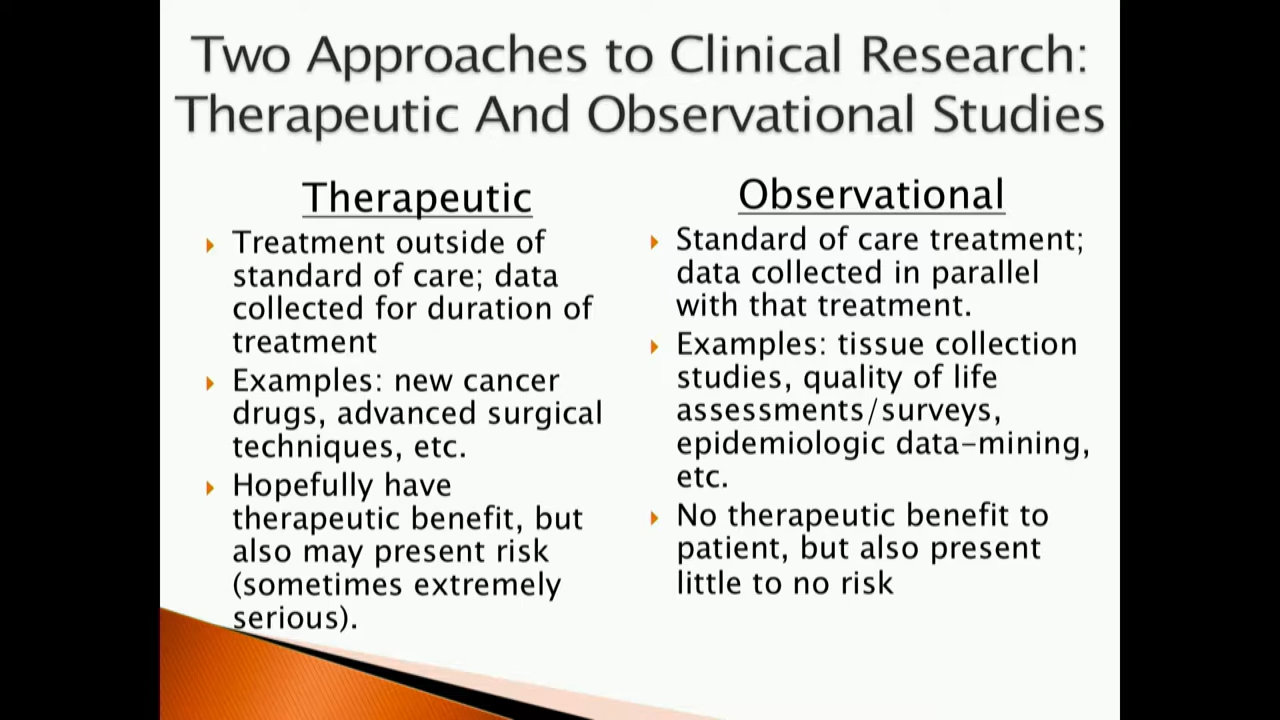 Two Approaches to Clinical Research:
Therapeutic And Observational Studies
Therapeutic
Treatment outside of
standard of care; data
collected for duration of
treatment
Examples: new cancer
drugs, advanced surgical
techniques, etc.
Hopefully have
therapeutic benefit, but
also may present risk
(sometimes extremely
serious).
Observational
Standard of care treatment;
data collected in parallel
with that treatment.
Examples: tissue collection
studies, quality of life
assessments/surveys,
epidemiologic data-mining,
etc.
No therapeutic benefit to
patient, but also present
little to no risk